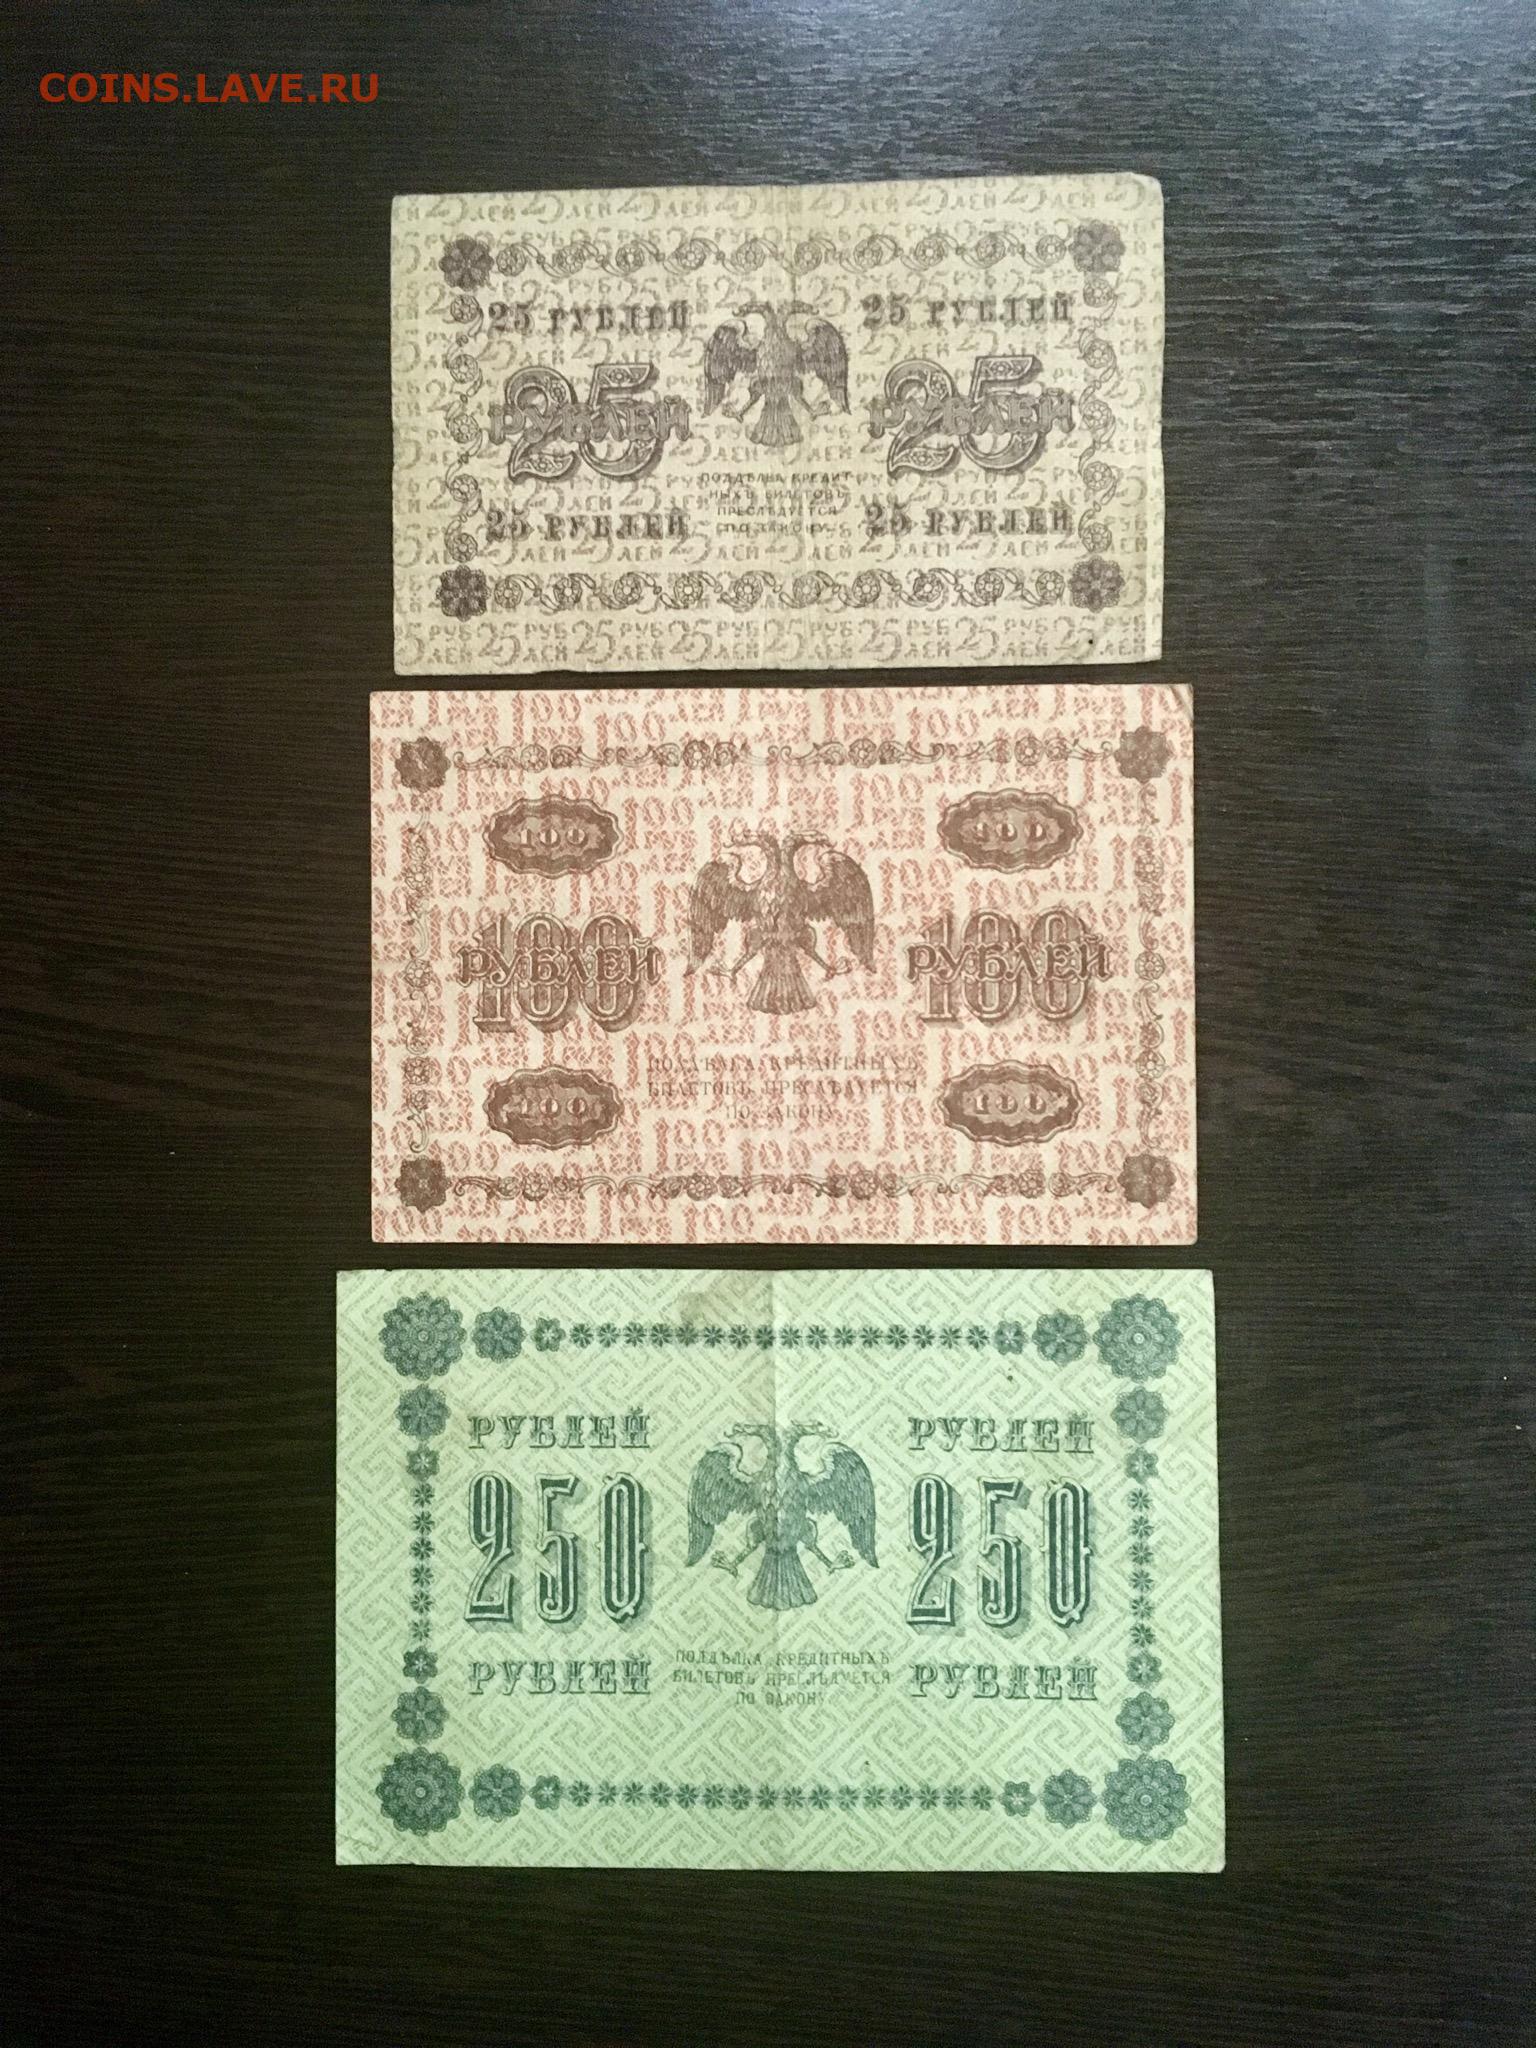 COINS.LAVE.RU
25 РУБЛЕЙ 25 РУБЛЕЙ
25 РУБЛЕЙ 25 РУБЛЕЙ
ПОДДѢЛКА КРЕДИТ
НЫХЪ БИЛЕТОВЪ
ПРЕСЛѢДУЕТСЯ
ПО ЗАКОНУ.
25 РУБЛЕЙ 25 РУБЛЕЙ
100 100
100 РУБЛЕЙ 100 РУБЛЕЙ
ПОДДѢЛКА КРЕДИТНЫХЪ
БИЛЕТОВЪ ПРЕСЛѢДУЕТСЯ
ПО ЗАКОНУ.
100 100
РУБЛЕЙ РУБЛЕЙ
250 250
ПОДДѢЛКА КРЕДИТНЫХЪ
БИЛЕТОВЪ ПРЕСЛѢДУЕТСЯ
ПО ЗАКОНУ.
РУБЛЕЙ РУБЛЕЙ